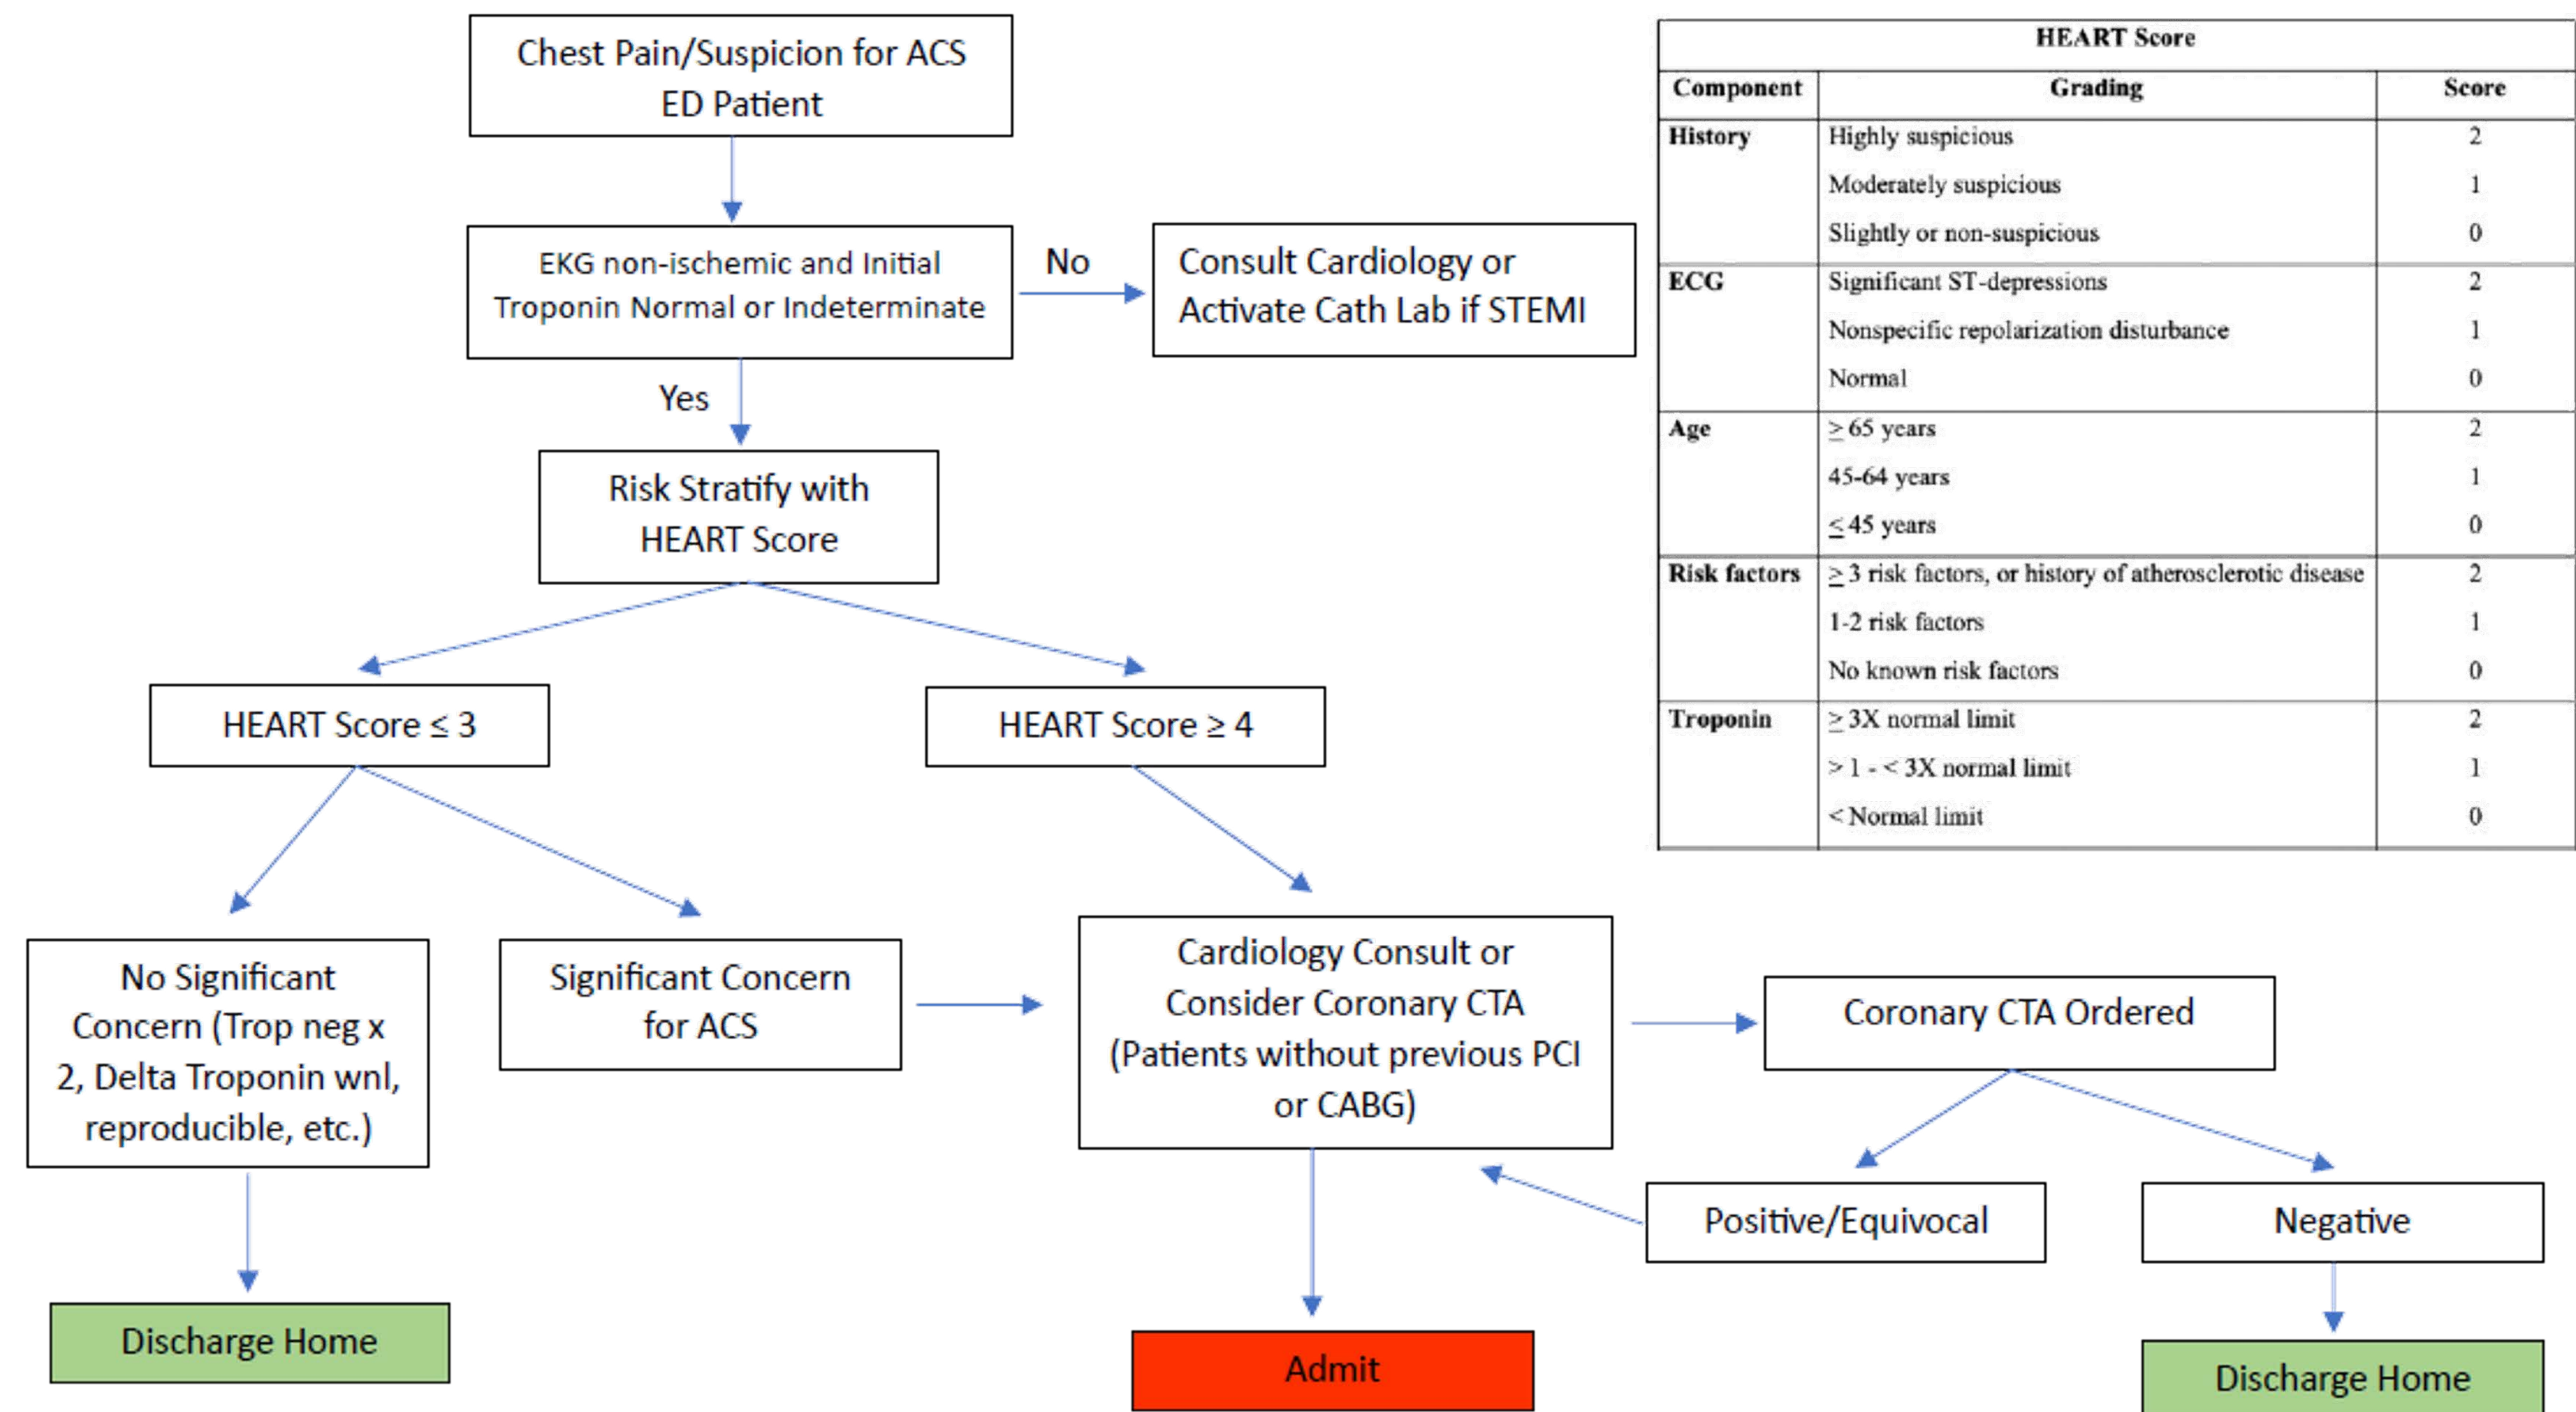 Chest Pain/Suspicion for ACS
ED Patient
EKG non-ischemic and Initial
Troponin Normal or Indeterminate
No
Consult Cardiology or
Activate Cath Lab if STEMI
Yes
Risk Stratify with
HEART Score
HEART Score ≤ 3
HEART Score ≥ 4
No Significant
Concern (Trop neg x
2, Delta Troponin wnl,
reproducible, etc.)
Significant Concern
for ACS
Cardiology Consult or
Consider Coronary CTA
(Patients without previous PCI
or CABG)
Coronary CTA Ordered
Positive/Equivocal
Negative
Discharge Home
Admit
Discharge Home
HEART Score
Component Grading Score
History Highly suspicious 2
Moderately suspicious 1
Slightly or non-suspicious 0
ECG Significant ST-depressions 2
Nonspecific repolarization disturbance 1
Normal 0
Age ≥ 65 years 2
45-64 years 1
≤ 45 years 0
Risk factors ≥ 3 risk factors, or history of atherosclerotic disease 2
1-2 risk factors 1
No known risk factors 0
Troponin ≥ 3X normal limit 2
> 1 - < 3X normal limit 1
< Normal limit 0